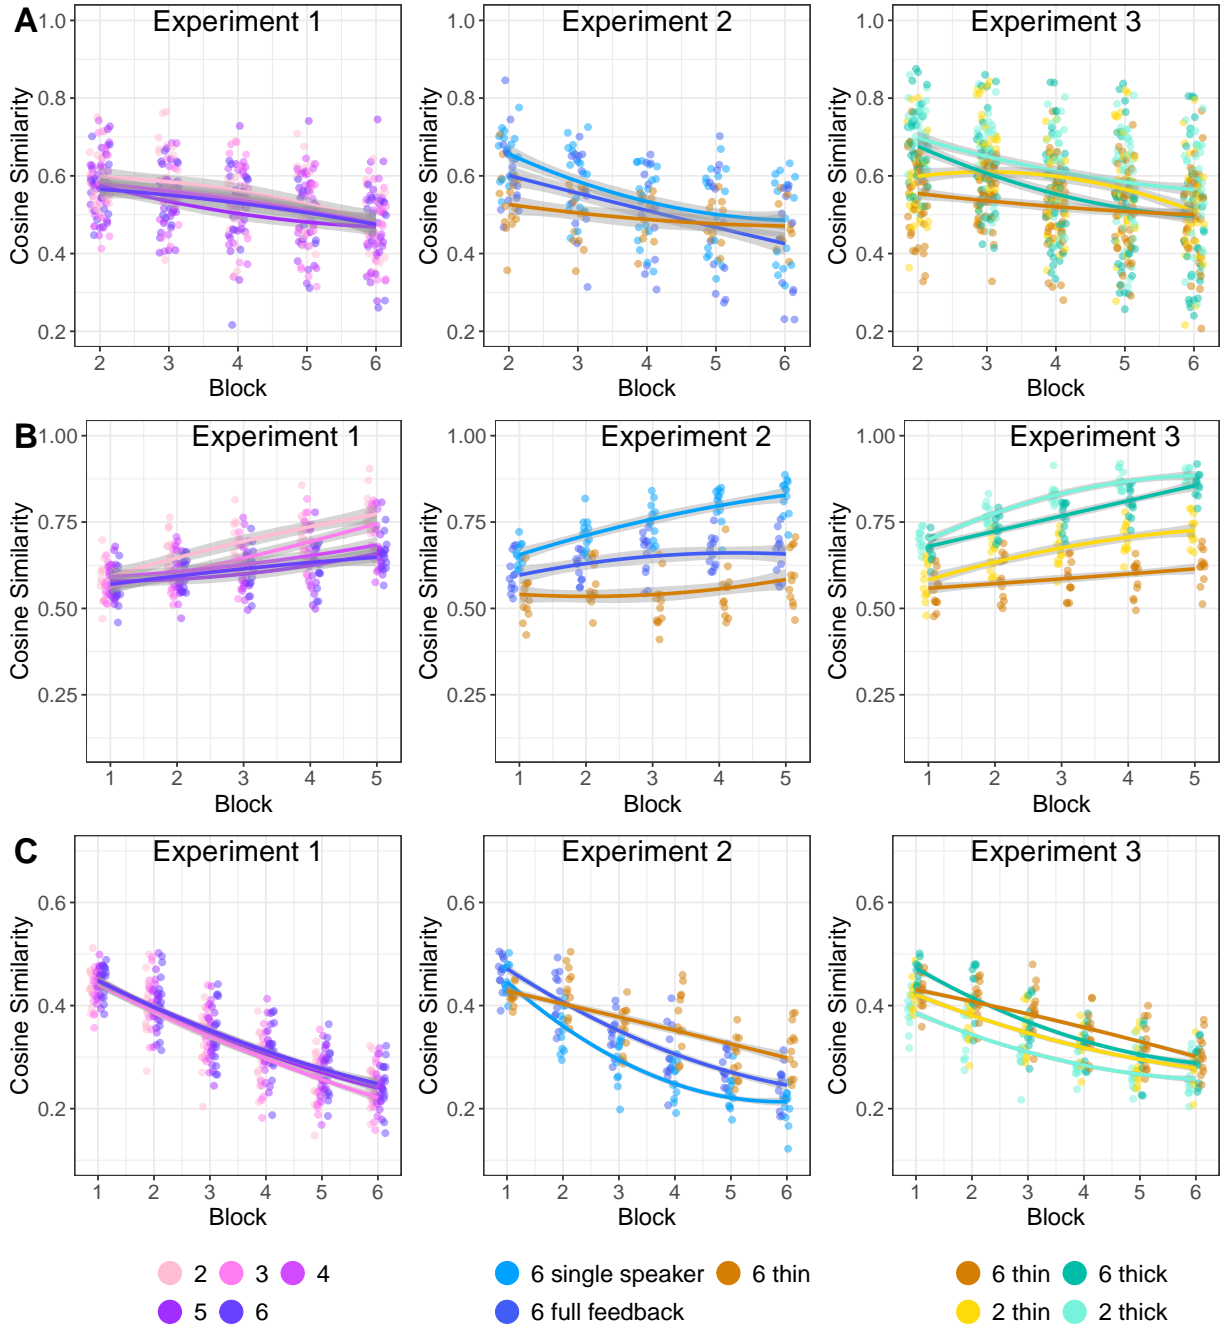 A
Experiment 1
Experiment 2
Experiment 3
Cosine Similarity
1.0
0.8
0.6
0.4
0.2
2 3 4 5 6
Block
Cosine Similarity
1.0
0.8
0.6
0.4
0.2
2 3 4 5 6
Block
Cosine Similarity
1.0
0.8
0.6
0.4
0.2
2 3 4 5 6
Block
B
Experiment 1
Experiment 2
Experiment 3
Cosine Similarity
1.00
0.75
0.50
0.25
1 2 3 4 5
Block
Cosine Similarity
1.00
0.75
0.50
0.25
1 2 3 4 5
Block
Cosine Similarity
1.00
0.75
0.50
0.25
1 2 3 4 5
Block
C
Experiment 1
Experiment 2
Experiment 3
Cosine Similarity
0.6
0.4
0.2
1 2 3 4 5 6
Block
Cosine Similarity
0.6
0.4
0.2
1 2 3 4 5 6
Block
Cosine Similarity
0.6
0.4
0.2
1 2 3 4 5 6
Block
2 3 4
5 6
6 single speaker 6 thin
6 full feedback
6 thin 6 thick
2 thin 2 thick